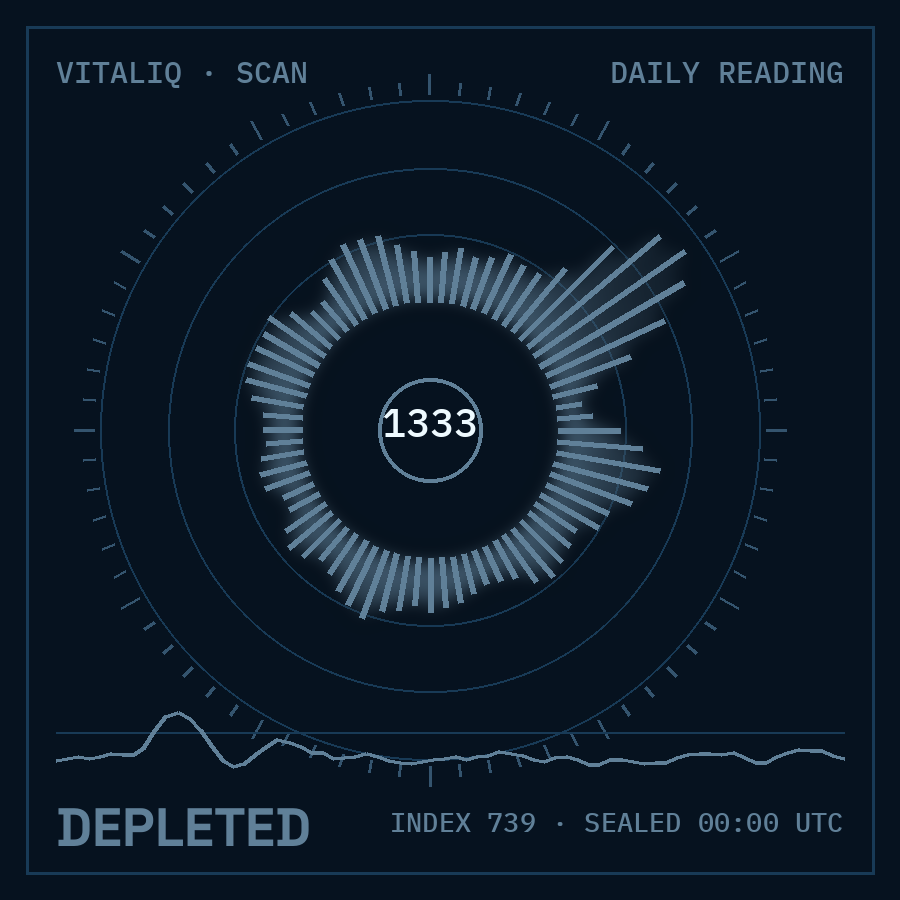 VITALIQ · SCAN
DAILY READING
1333
DEPLETED
INDEX 739 · SEALED 00:00 UTC